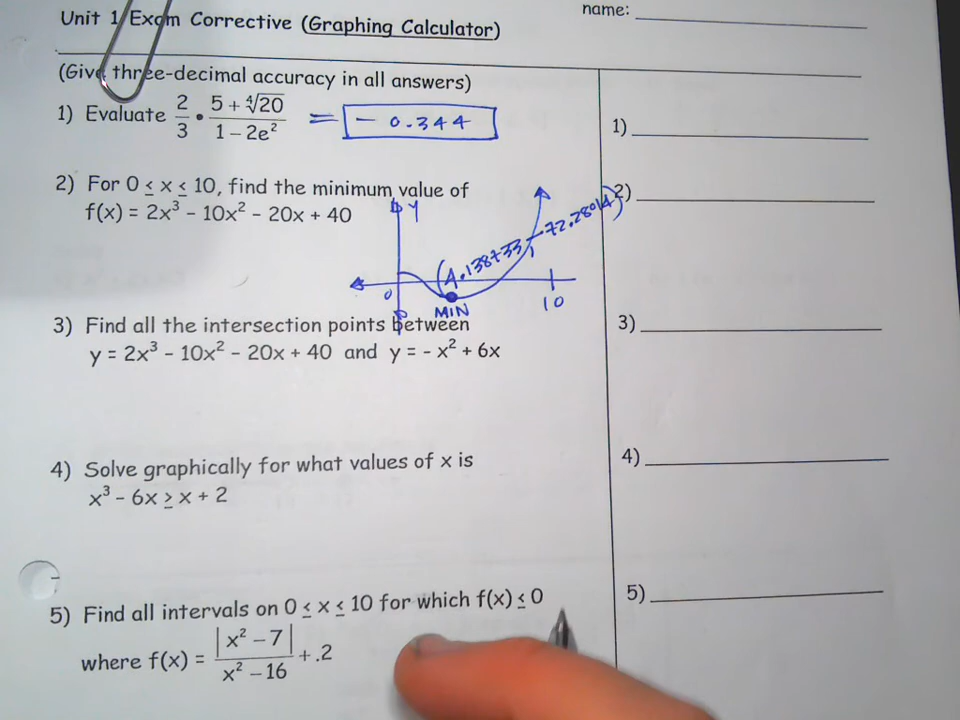 Unit 1 Exam Corrective (Graphing Calculator)
name:
(Give three-decimal accuracy in all answers)
1) Evaluate 2/3 • (5 + ∜20)/(1 – 2e²) = - 0.344
1)
2) For 0 ≤ x ≤ 10, find the minimum value of
f(x) = 2x³ – 10x² – 20x + 40
2)
y
(4.138733, -72.28014)
0
MIN
10
3) Find all the intersection points between
y = 2x³ – 10x² – 20x + 40 and y = - x² + 6x
3)
4) Solve graphically for what values of x is
x³ – 6x ≥ x + 2
4)
5) Find all intervals on 0 ≤ x ≤ 10 for which f(x) ≤ 0
where f(x) = |x² – 7|/(x² – 16) + .2
5)